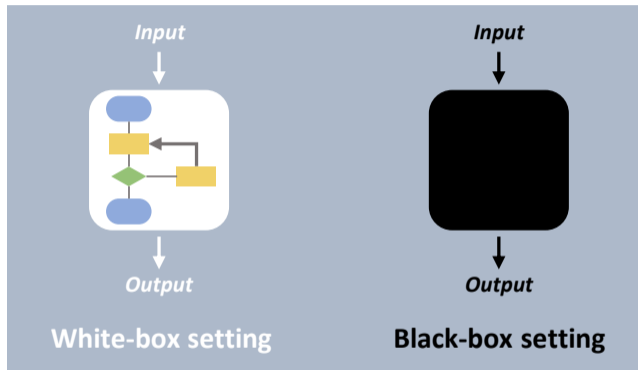 Input
Input
Output
Output
White-box setting
Black-box setting